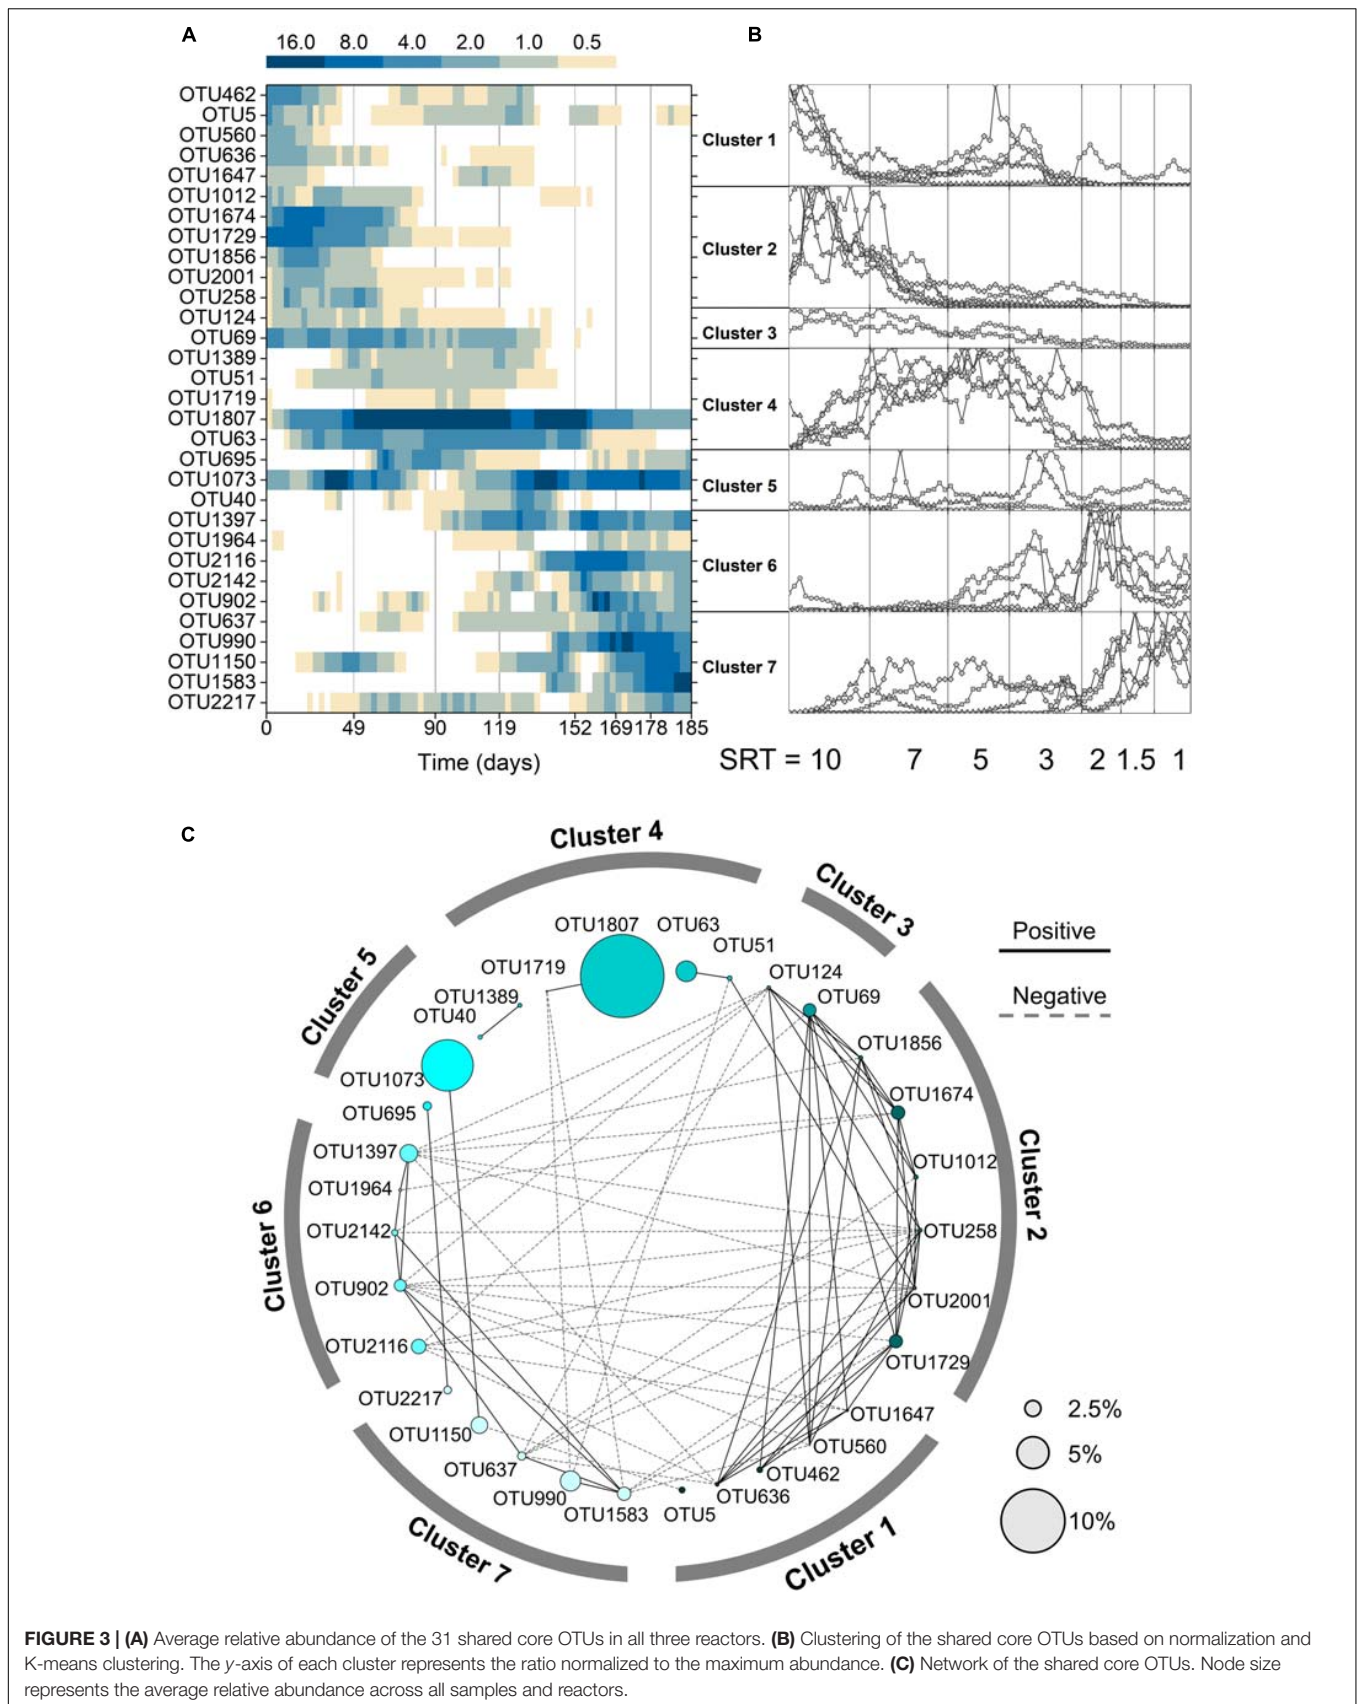 A
16.0 8.0 4.0 2.0 1.0 0.5
OTU462
OTU5
OTU560
OTU636
OTU1647
OTU1012
OTU1674
OTU1729
OTU1856
OTU2001
OTU258
OTU124
OTU69
OTU1389
OTU51
OTU1719
OTU1807
OTU63
OTU695
OTU1073
OTU40
OTU1397
OTU1964
OTU2116
OTU2142
OTU902
OTU637
OTU990
OTU1150
OTU1583
OTU2217
0 49 90 119 152 169 178 185
Time (days)
B
Cluster 1
Cluster 2
Cluster 3
Cluster 4
Cluster 5
Cluster 6
Cluster 7
SRT = 10 7 5 3 2 1.5 1
C
Cluster 4
Cluster 3
Cluster 5
Cluster 2
Cluster 6
Cluster 7
Cluster 1
OTU1807
OTU63
OTU51
OTU124
OTU69
OTU1856
OTU1674
OTU1012
OTU258
OTU2001
OTU1729
OTU1647
OTU560
OTU462
OTU636
OTU5
OTU1583
OTU990
OTU637
OTU1150
OTU2217
OTU2116
OTU902
OTU2142
OTU1964
OTU1397
OTU695
OTU1073
OTU40
OTU1389
OTU1719
Positive
Negative
2.5%
5%
10%
FIGURE 3 | (A) Average relative abundance of the 31 shared core OTUs in all three reactors. (B) Clustering of the shared core OTUs based on normalization and
K-means clustering. The y-axis of each cluster represents the ratio normalized to the maximum abundance. (C) Network of the shared core OTUs. Node size
represents the average relative abundance across all samples and reactors.